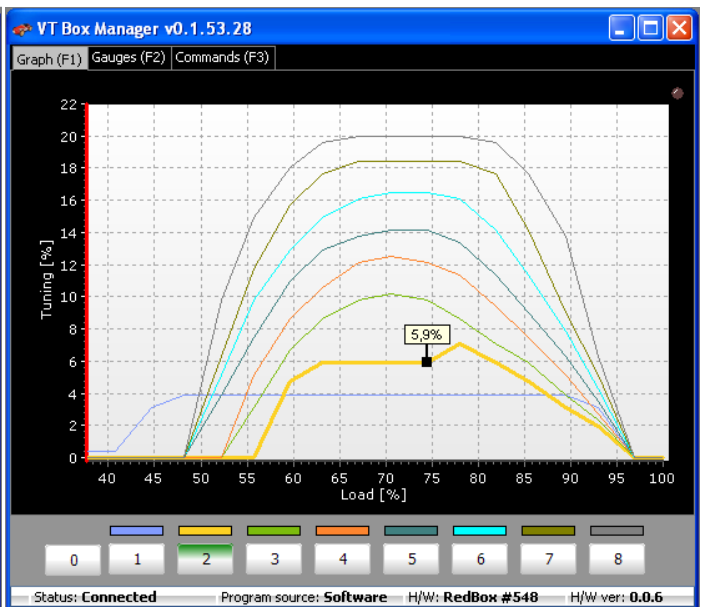 VT Box Manager v0.1.53.28
Graph (F1) Gauges (F2) Commands (F3)
22
20
18
16
14
12
10
8
6
4
2
0
Tuning [%]
5,9%
40 45 50 55 60 65 70 75 80 85 90 95 100
Load [%]
0 1 2 3 4 5 6 7 8
Status: Connected Program source: Software H/W: RedBox #548 H/W ver: 0.0.6